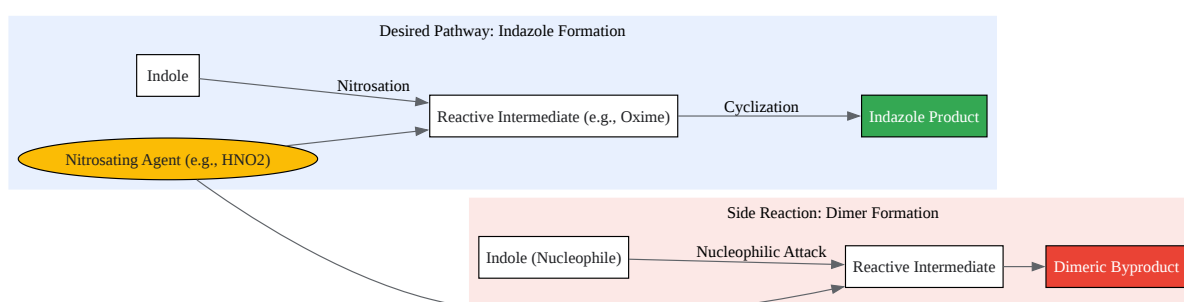 Desired Pathway: Indazole Formation
Indole
Nitrosation
Reactive Intermediate (e.g., Oxime)
Cyclization
Indazole Product
Nitrosating Agent (e.g., HNO2)
Side Reaction: Dimer Formation
Indole (Nucleophile)
Nucleophilic Attack
Reactive Intermediate
Dimeric Byproduct